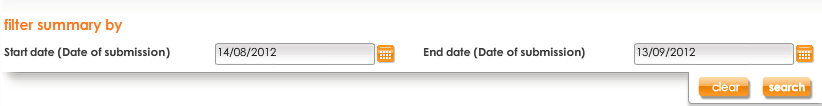 filter summary by
Start date (Date of submission) 14/08/2012 End date (Date of submission) 13/09/2012
clear search